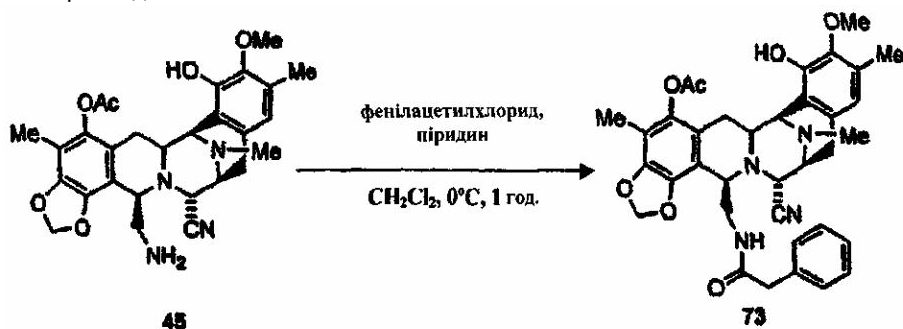 OMe
HO
Me
OAc
Me
N
Me
N
O
O
CN
NH₂
45
фенілацетилхлорид,
піридин
CH₂Cl₂, 0°C, 1 год.
OMe
HO
Me
OAc
Me
N
Me
N
O
O
CN
NH
O
73